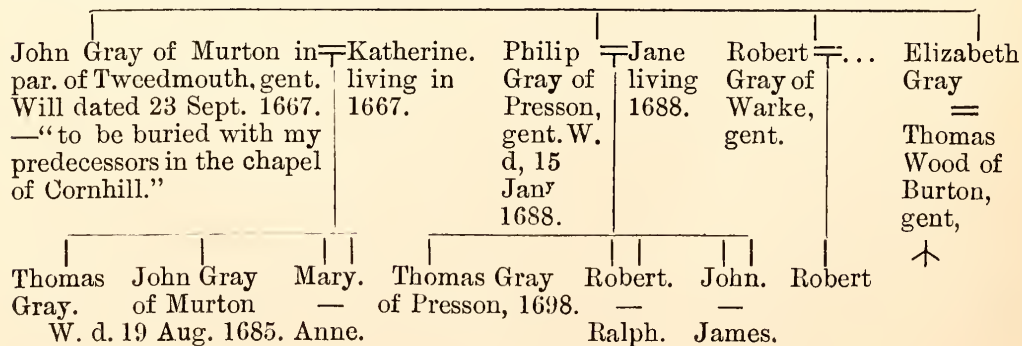 John Gray of Murton in
par. of Tweedmouth, gent.
Will dated 23 Sept. 1667.
—“to be buried with my
predecessors in the chapel
of Cornhill.”
Katherine.
living in
1667.
Philip
Gray of
Presson,
gent. W.
d, 15
Janʸ
1688.
Jane
living
1688.
Robert
Gray of
Warke,
gent.
...
Elizabeth
Gray
=
Thomas
Wood of
Burton,
gent,
Thomas
Gray.
John Gray
of Murton
W. d. 19 Aug. 1685.
Mary.
—
Anne.
Thomas Gray
of Presson, 1698.
Robert.
—
Ralph.
John.
—
James.
Robert